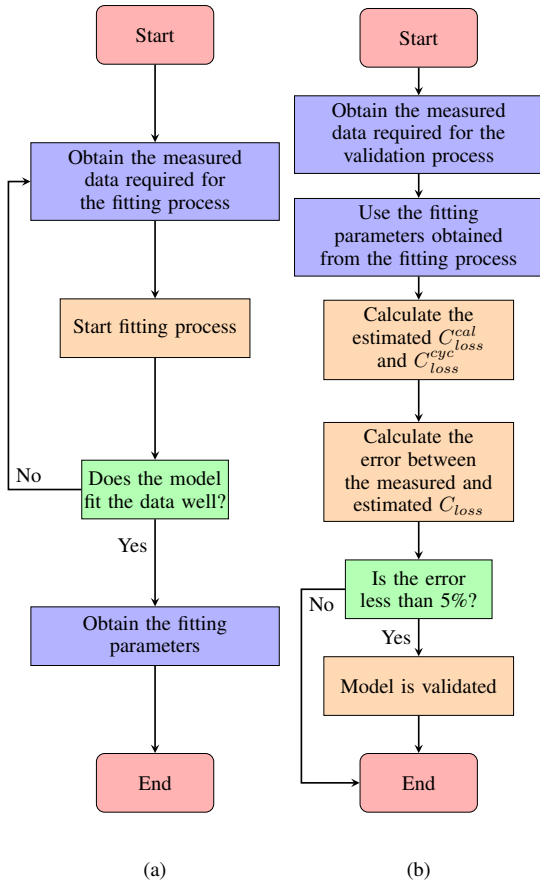 Start
Obtain the measured
data required for
the fitting process
Start fitting process
No
Does the model
fit the data well?
Yes
Obtain the fitting
parameters
End
(a)
Start
Obtain the measured
data required for the
validation process
Use the fitting
parameters obtained
from the fitting process
Calculate the
estimated $C_{loss}^{cal}$
and $C_{loss}^{cyc}$
Calculate the
error between
the measured and
estimated $C_{loss}$
Is the error
less than 5%?
No
Yes
Model is validated
End
(b)